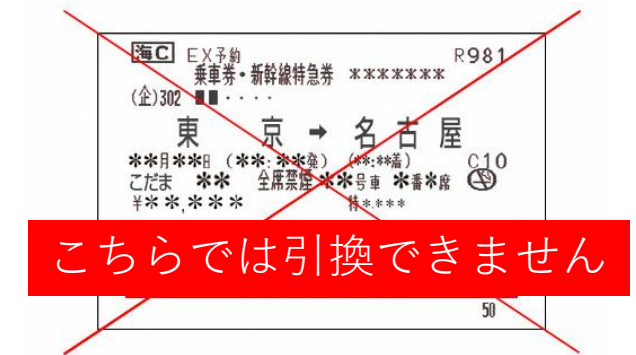 海C EX予約 R981
乗車券・新幹線特急券 *******
(企)302 ■■・・・・
東 京 → 名 古 屋
**月**日 (**:**発) (**:**着) C10
こだま ** 全席禁煙 **号車 *番*席
¥**,*** 特*.***
こちらでは引換できません
50